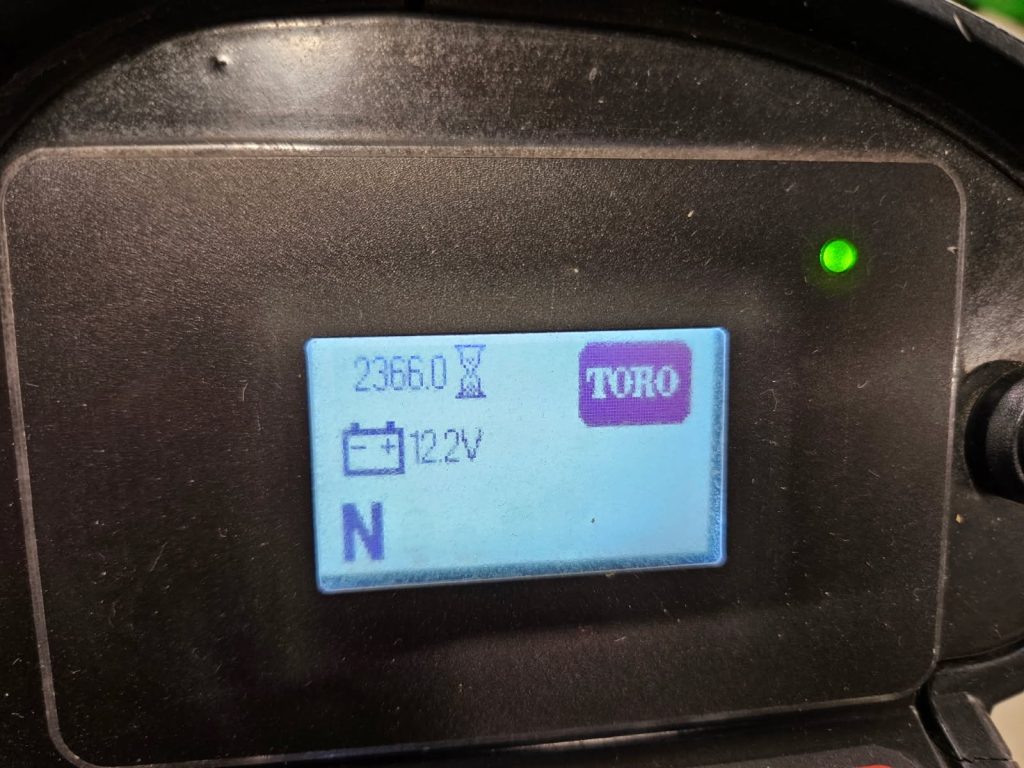 2366.0
TORO
- +
12.2V
N